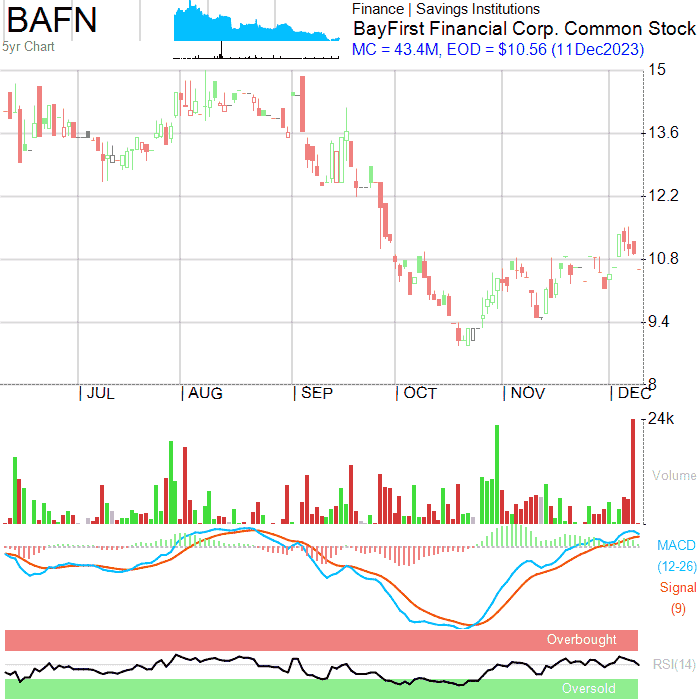 BAFN
5yr Chart
Finance | Savings Institutions
BayFirst Financial Corp. Common Stock
MC = 43.4M, EOD = $10.56 (11Dec2023)
15
13.6
12.2
10.8
9.4
8
JUL AUG SEP OCT NOV DEC
24k
Volume
MACD
(12-26)
Signal
(9)
Overbought
RSI(14)
Oversold